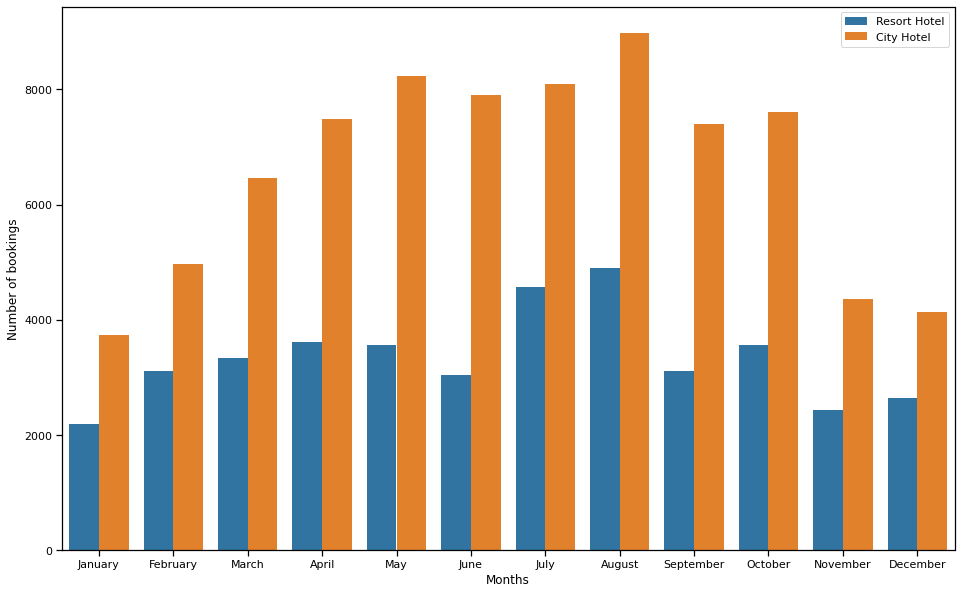 Resort Hotel
City Hotel
Number of bookings
8000
6000
4000
2000
0
January February March April May June July August September October November December
Months